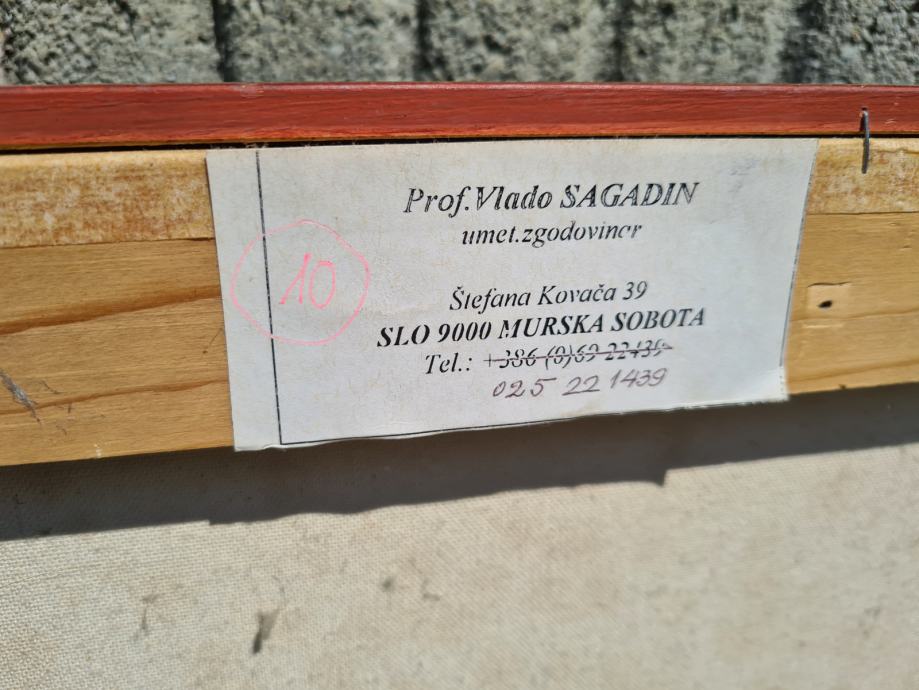 Prof.Vlado SAGADIN
umet.zgodovinar
10
Štefana Kovača 39
SLO 9000 MURSKA SOBOTA
Tel.: +386 (0)69 22439
025 22 1439